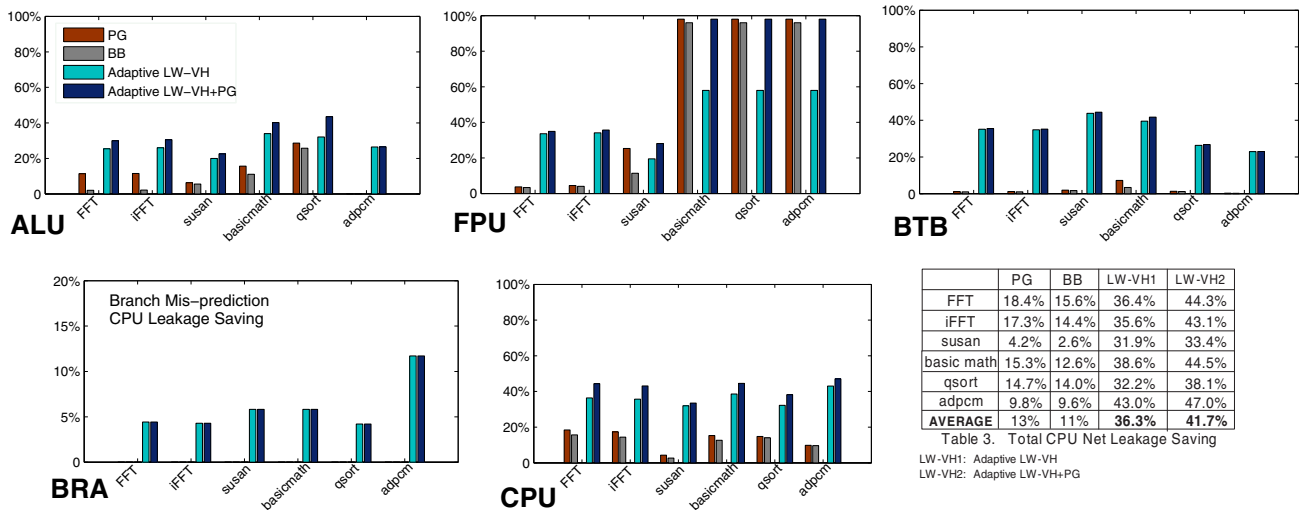 100%
80%
60%
40%
20%
0
PG
BB
Adaptive LW-VH
Adaptive LW-VH+PG
FFT
iFFT
susan
basicmath
qsort
adpcm
ALU
100%
80%
60%
40%
20%
0
FFT
iFFT
susan
basicmath
qsort
adpcm
FPU
100%
80%
60%
40%
20%
0
FFT
iFFT
susan
basicmath
qsort
adpcm
BTB
20%
15%
10%
5%
0
Branch Mis-prediction
CPU Leakage Saving
FFT
iFFT
susan
basicmath
qsort
adpcm
BRA
100%
80%
60%
40%
20%
0
FFT
iFFT
susan
basicmath
qsort
adpcm
CPU
PG BB LW-VH1 LW-VH2
FFT 18.4% 15.6% 36.4% 44.3%
iFFT 17.3% 14.4% 35.6% 43.1%
susan 4.2% 2.6% 31.9% 33.4%
basic math 15.3% 12.6% 38.6% 44.5%
qsort 14.7% 14.0% 32.2% 38.1%
adpcm 9.8% 9.6% 43.0% 47.0%
AVERAGE 13% 11% 36.3% 41.7%
Table 3. Total CPU Net Leakage Saving
LW-VH1: Adaptive LW-VH
LW-VH2: Adaptive LW-VH+PG